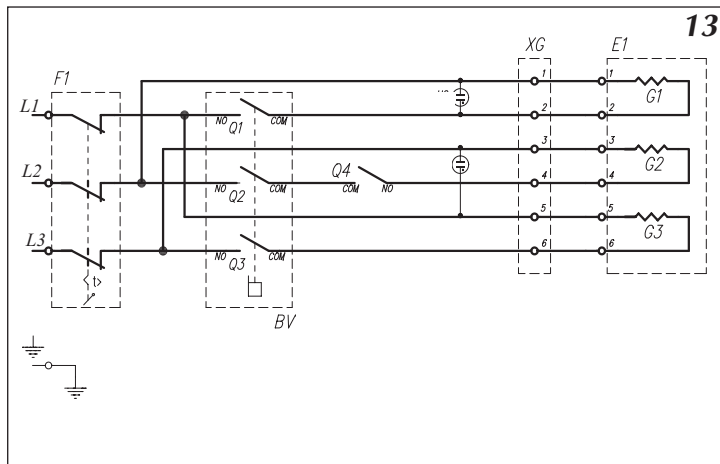 13
XG E1
F1
L1 NO Q1 COM 1 1 G1
2 2
L2 NO Q2 COM Q4 COM NO 3 3 G2
4 4
L3 NO Q3 COM 5 5 G3
6 6
t>
BV